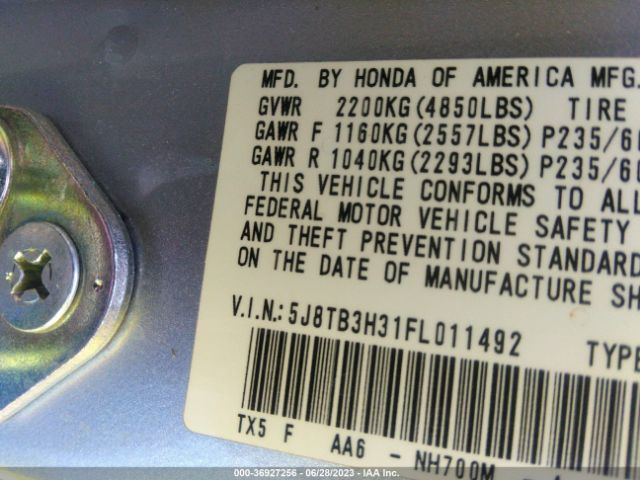 MFD. BY HONDA OF AMERICA MFG.
GVWR 2200KG(4850LBS) TIRE
GAWR F 1160KG(2557LBS) P235/6
GAWR R 1040KG(2293LBS) P235/60
THIS VEHICLE CONFORMS TO ALL
FEDERAL MOTOR VEHICLE SAFETY
AND THEFT PREVENTION STANDARD
ON THE DATE OF MANUFACTURE SH
V.I.N.: 5J8TB3H31FL011492 TYPE
TX5 F AA6 - NH700M -
000-36927256 | 06/28/2023 | IAA Inc.